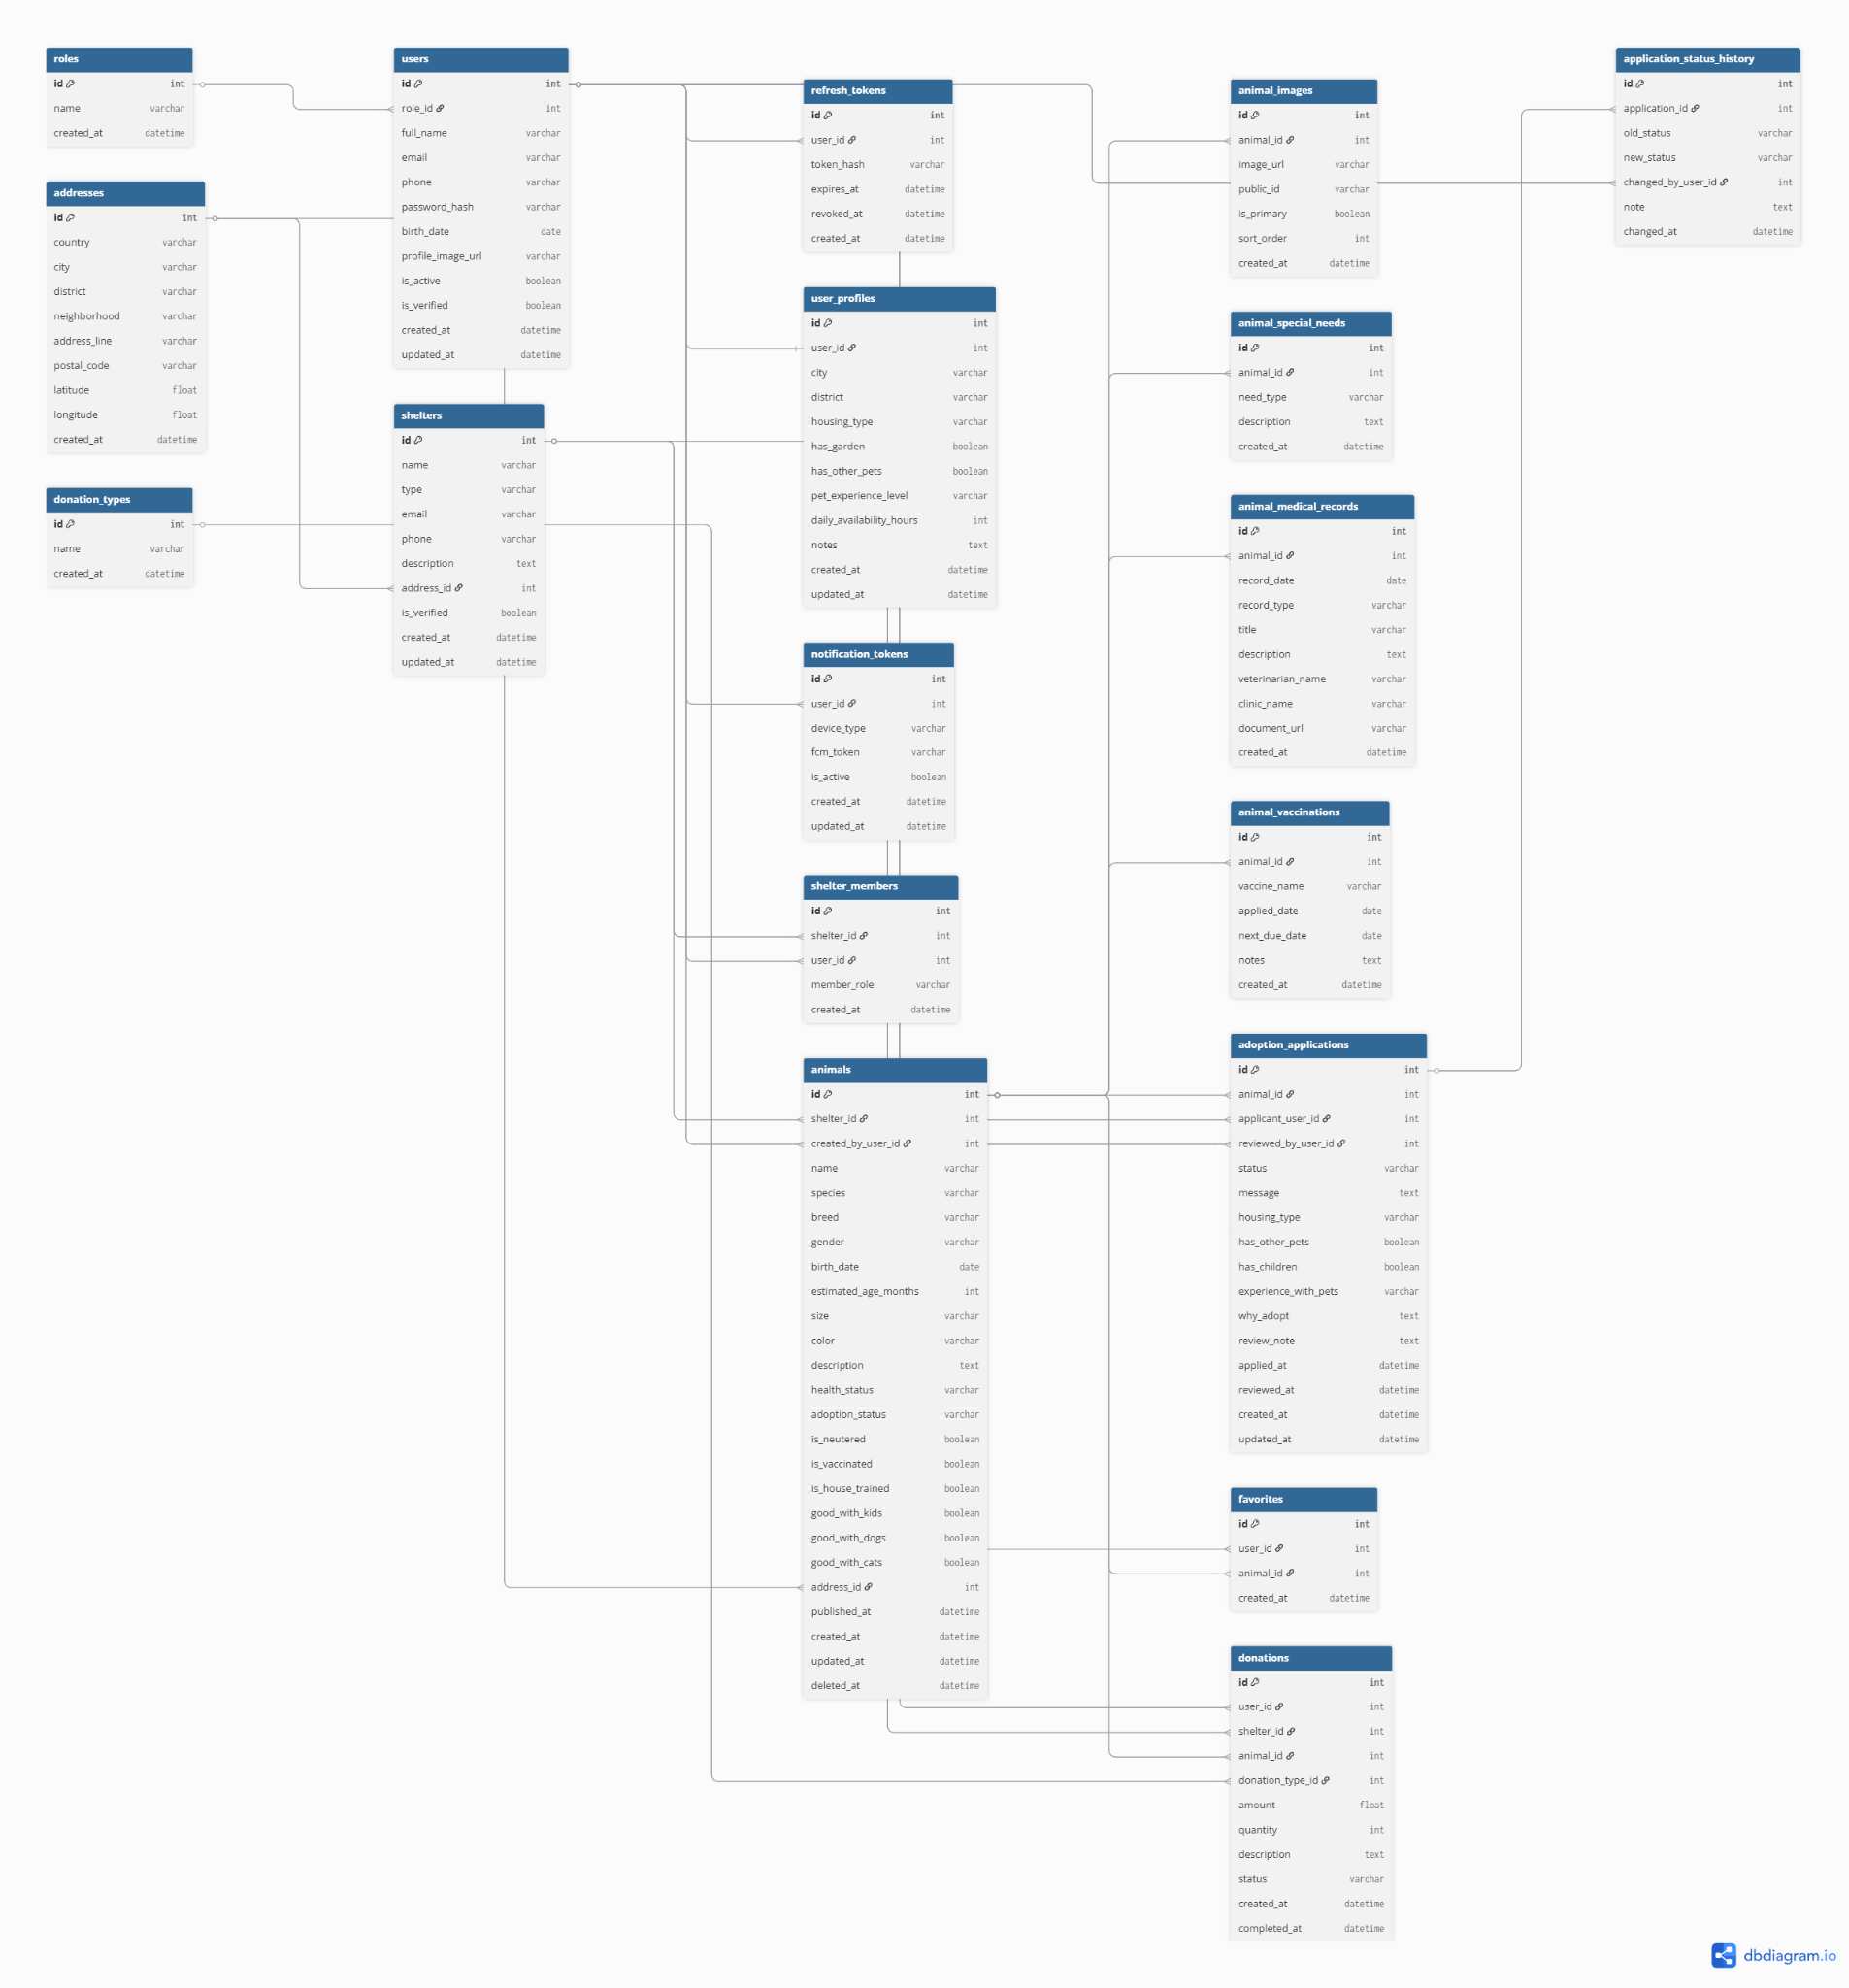 roles
id int
name varchar
created_at datetime
addresses
id int
country varchar
city varchar
district varchar
neighborhood varchar
address_line varchar
postal_code varchar
latitude float
longitude float
created_at datetime
donation_types
id int
name varchar
created_at datetime
users
id int
role_id int
full_name varchar
email varchar
phone varchar
password_hash varchar
birth_date date
profile_image_url varchar
is_active boolean
is_verified boolean
created_at datetime
updated_at datetime
shelters
id int
name varchar
type varchar
email varchar
phone varchar
description text
address_id int
is_verified boolean
created_at datetime
updated_at datetime
refresh_tokens
id int
user_id int
token_hash varchar
expires_at datetime
revoked_at datetime
created_at datetime
user_profiles
id int
user_id int
city varchar
district varchar
housing_type varchar
has_garden boolean
has_other_pets boolean
pet_experience_level varchar
daily_availability_hours int
notes text
created_at datetime
updated_at datetime
notification_tokens
id int
user_id int
device_type varchar
fcm_token varchar
is_active boolean
created_at datetime
updated_at datetime
shelter_members
id int
shelter_id int
user_id int
member_role varchar
created_at datetime
animals
id int
shelter_id int
created_by_user_id int
name varchar
species varchar
breed varchar
gender varchar
birth_date date
estimated_age_months int
size varchar
color varchar
description text
health_status varchar
adoption_status varchar
is_neutered boolean
is_vaccinated boolean
is_house_trained boolean
good_with_kids boolean
good_with_dogs boolean
good_with_cats boolean
address_id int
published_at datetime
created_at datetime
updated_at datetime
deleted_at datetime
animal_images
id int
animal_id int
image_url varchar
public_id varchar
is_primary boolean
sort_order int
created_at datetime
animal_special_needs
id int
animal_id int
need_type varchar
description text
created_at datetime
animal_medical_records
id int
animal_id int
record_date date
record_type varchar
title varchar
description text
veterinarian_name varchar
clinic_name varchar
document_url varchar
created_at datetime
animal_vaccinations
id int
animal_id int
vaccine_name varchar
applied_date date
next_due_date date
notes text
created_at datetime
adoption_applications
id int
animal_id int
applicant_user_id int
reviewed_by_user_id int
status varchar
message text
housing_type varchar
has_other_pets boolean
has_children boolean
experience_with_pets varchar
why_adopt text
review_note text
applied_at datetime
reviewed_at datetime
created_at datetime
updated_at datetime
favorites
id int
user_id int
animal_id int
created_at datetime
donations
id int
user_id int
shelter_id int
animal_id int
donation_type_id int
amount float
quantity int
description text
status varchar
created_at datetime
completed_at datetime
application_status_history
id int
application_id int
old_status varchar
new_status varchar
changed_by_user_id int
note text
changed_at datetime
dbdiagram.io